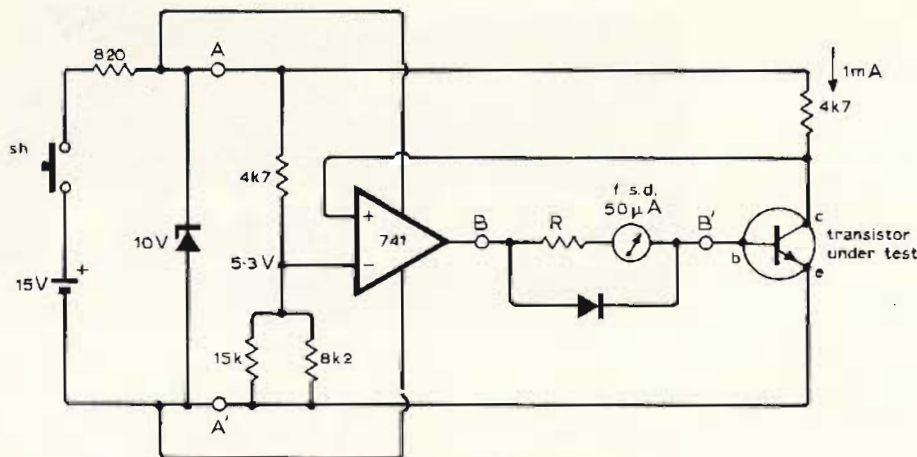 820
A
1mA
4k7
sh
4k7
f.s.d.
50µA
10V
+
741
B
R
B'
c
b
e
transistor
under test
5·3V
−
15V
+
15k
8k2
A'